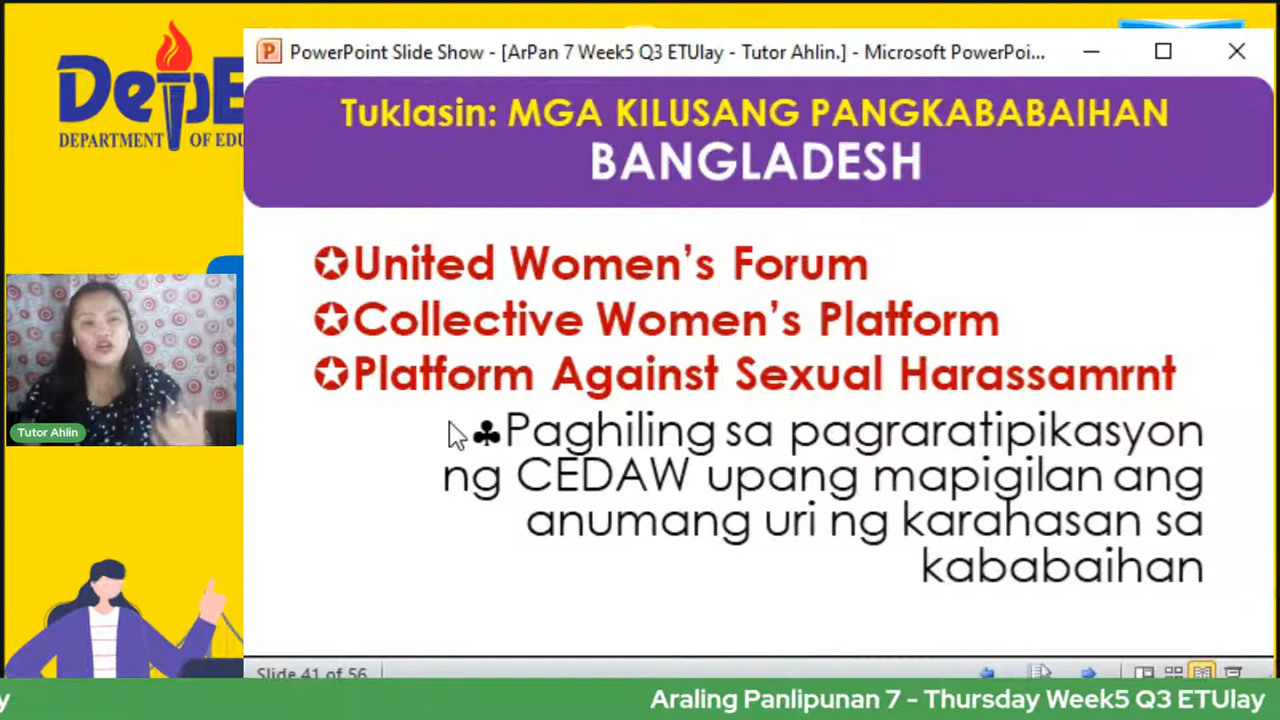 PowerPoint Slide Show - [ArPan 7 Week5 Q3 ETUlay - Tutor Ahlin.] - Microsoft PowerPoi...
DepE
DEPARTMENT OF EDU
Tuklasin: MGA KILUSANG PANGKABABAIHAN
BANGLADESH
✪United Women's Forum
✪Collective Women's Platform
✪Platform Against Sexual Harassamrnt
♣Paghiling sa pagraratipikasyon
ng CEDAW upang mapigilan ang
anumang uri ng karahasan sa
kababaihan
Tutor Ahlin
Slide 41 of 56
y
Araling Panlipunan 7 - Thursday Week5 Q3 ETUlay